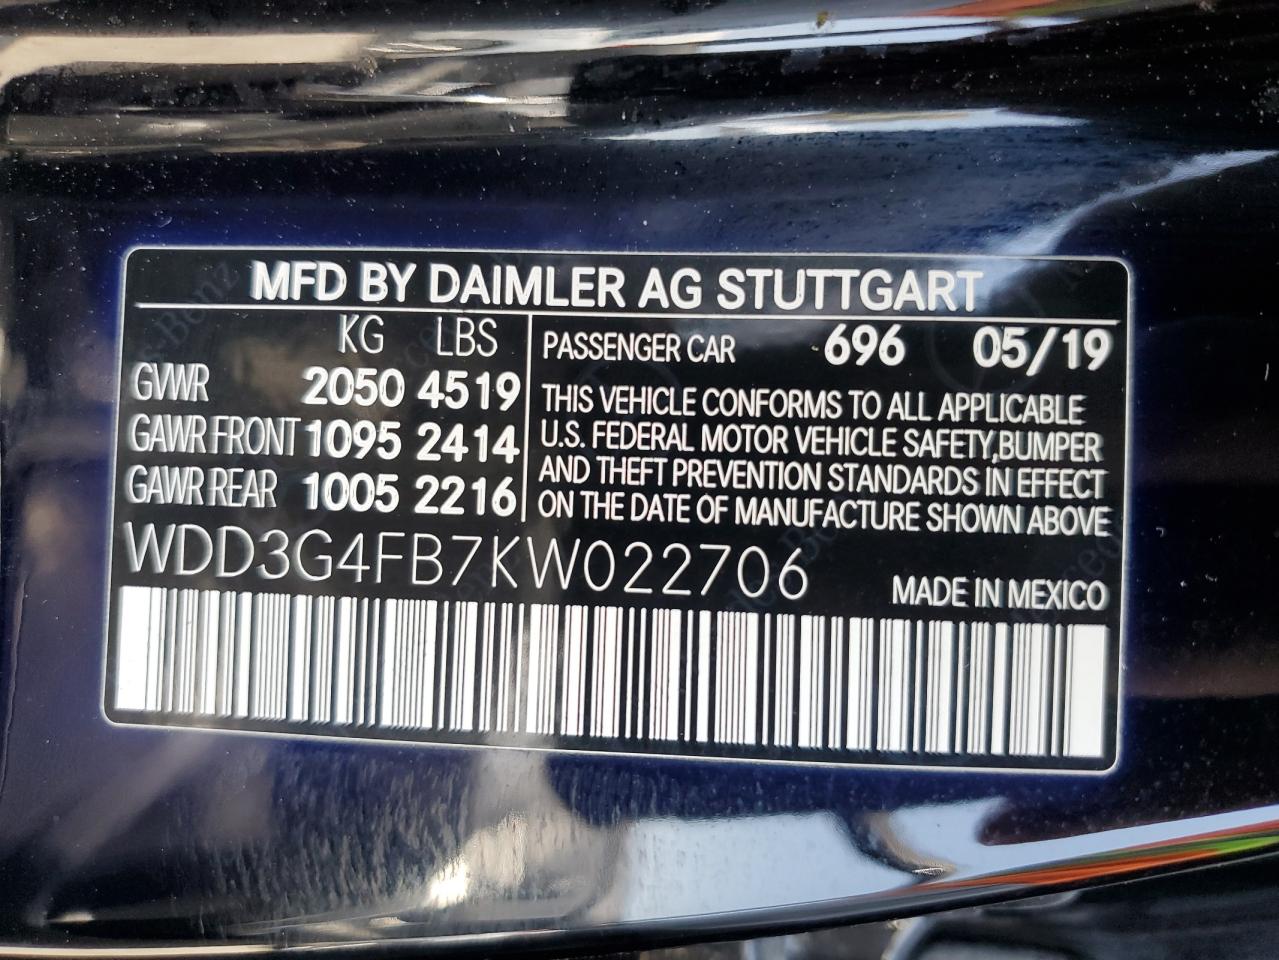 MFD BY DAIMLER AG STUTTGART
KG LBS
GVWR 2050 4519
GAWR FRONT 1095 2414
GAWR REAR 1005 2216
PASSENGER CAR 696 05/19
THIS VEHICLE CONFORMS TO ALL APPLICABLE
U.S. FEDERAL MOTOR VEHICLE SAFETY,BUMPER
AND THEFT PREVENTION STANDARDS IN EFFECT
ON THE DATE OF MANUFACTURE SHOWN ABOVE
WDD3G4FB7KW022706
MADE IN MEXICO